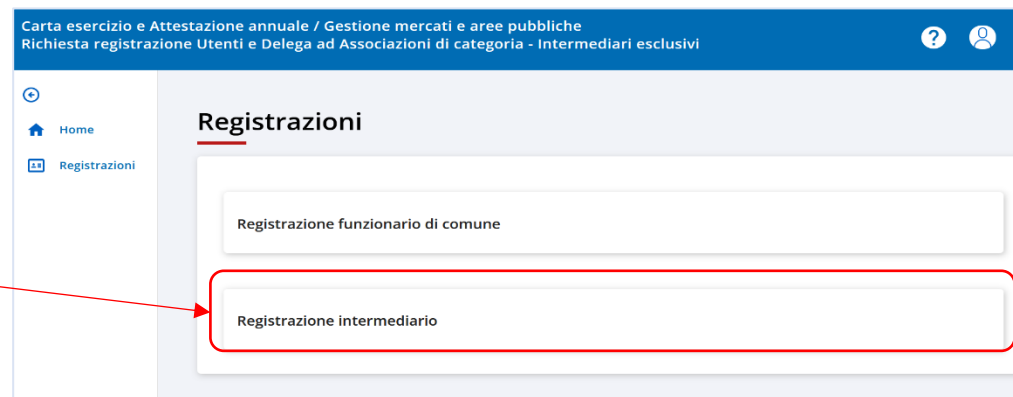 Carta esercizio e Attestazione annuale / Gestione mercati e aree pubbliche
Richiesta registrazione Utenti e Delega ad Associazioni di categoria - Intermediari esclusivi
?
Home
Registrazioni
Registrazioni
Registrazione funzionario di comune
Registrazione intermediario